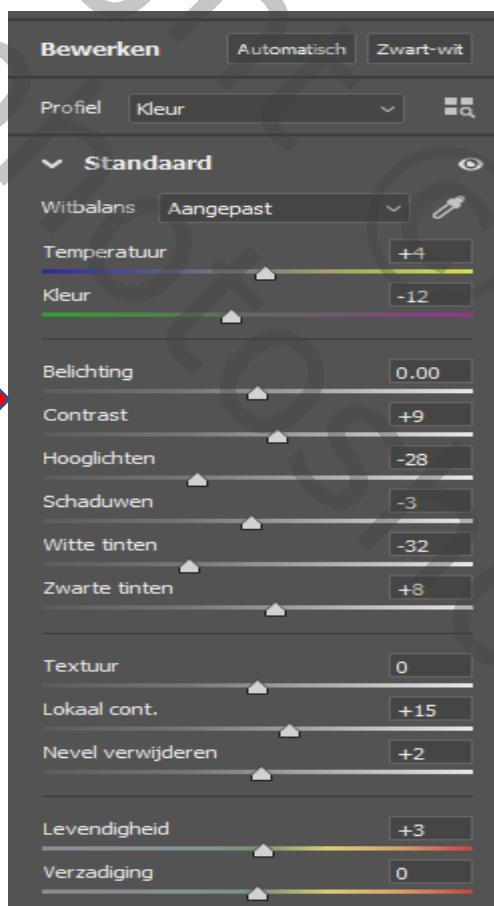 Bewerken Automatisch Zwart-wit
Profiel Kleur
Standaard
Witbalans Aangepast
Temperatuur +4
Kleur -12
Belichting 0.00
Contrast +9
Hooglichten -28
Schaduwen -3
Witte tinten -32
Zwarte tinten +8
Textuur 0
Lokaal cont. +15
Nevel verwijderen +2
Levendigheid +3
Verzadiging 0